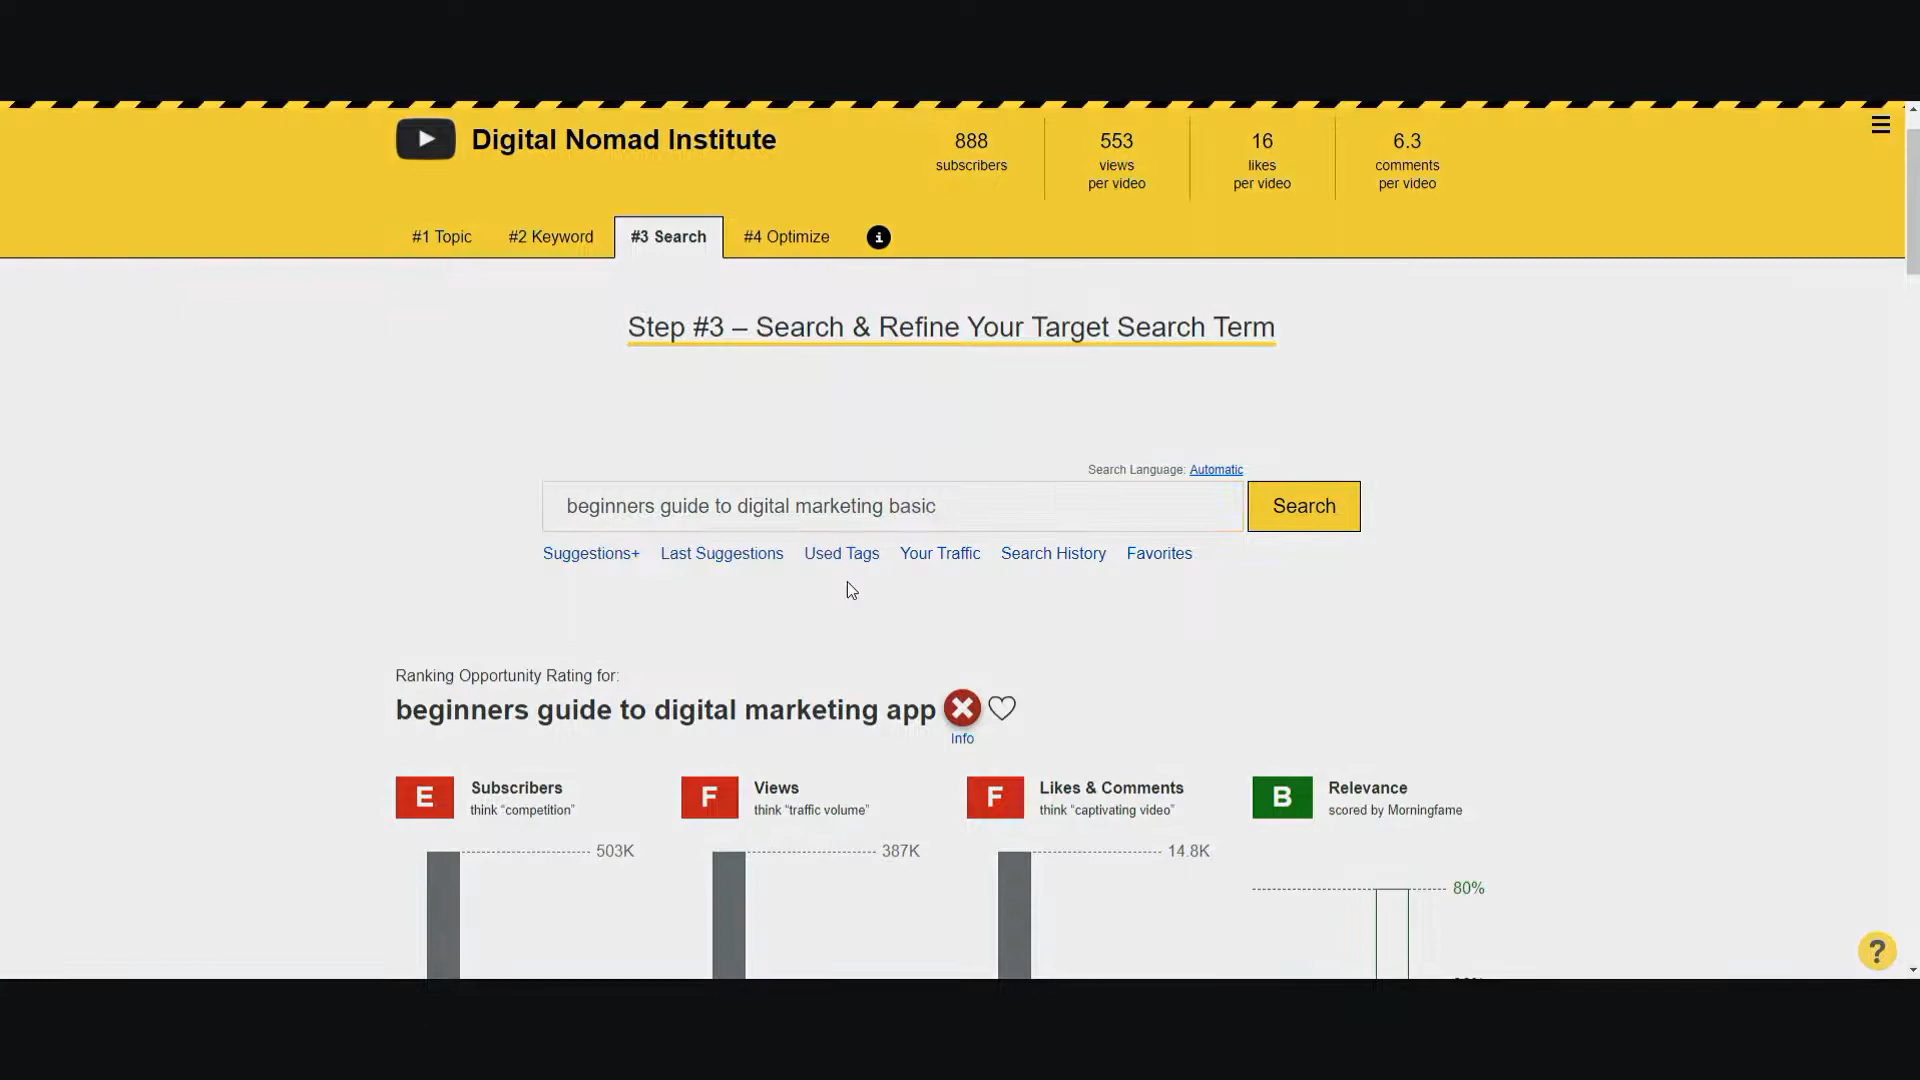 Digital Nomad Institute
888
subscribers
553
views
per video
16
likes
per video
6.3
comments
per video
#1 Topic
#2 Keyword
#3 Search
#4 Optimize
i
Step #3 – Search & Refine Your Target Search Term
Search Language: Automatic
beginners guide to digital marketing basic
Search
Suggestions+
Last Suggestions
Used Tags
Your Traffic
Search History
Favorites
Ranking Opportunity Rating for:
beginners guide to digital marketing app
Info
E
Subscribers
think “competition”
F
Views
think “traffic volume”
F
Likes & Comments
think “captivating video”
B
Relevance
scored by Morningfame
503K
387K
14.8K
80%
?